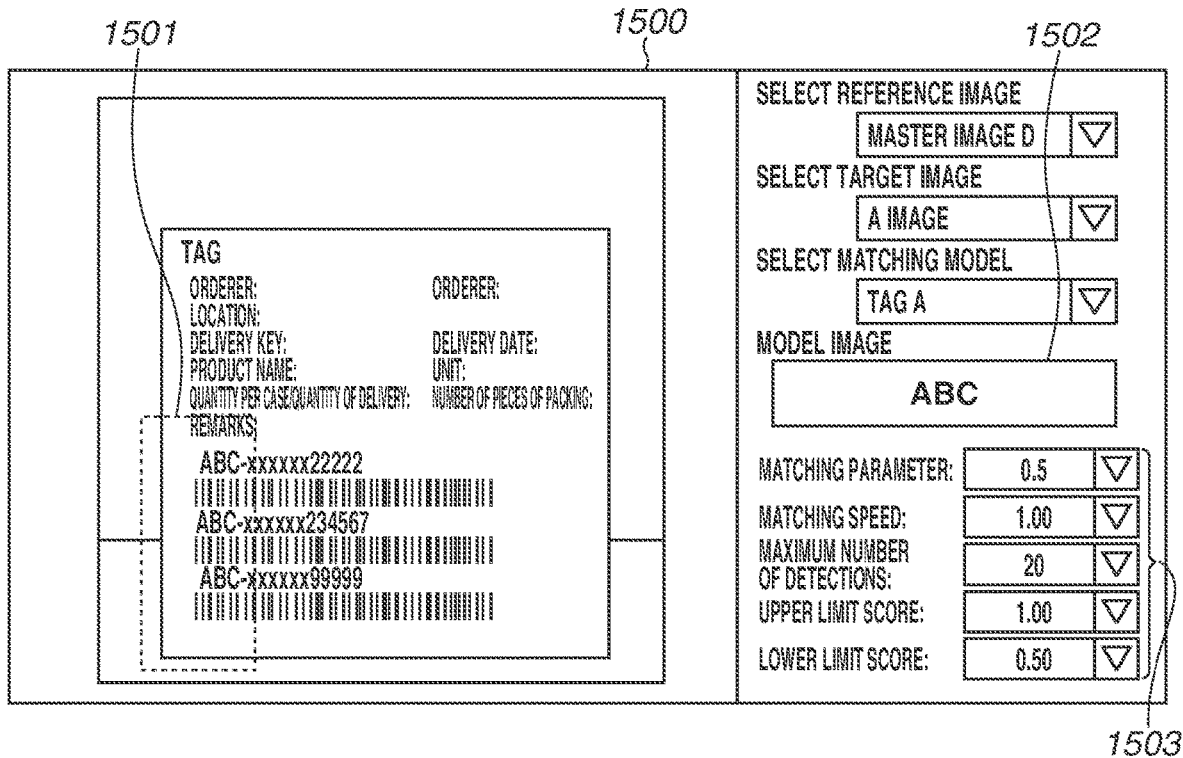 1501
1500
1502
TAG
ORDERER: ORDERER:
LOCATION:
DELIVERY KEY: DELIVERY DATE:
PRODUCT NAME: UNIT:
QUANTITY PER CASE/QUANTITY OF DELIVERY: NUMBER OF PIECES OF PACKING:
REMARKS:
ABC-xxxxxx22222
ABC-xxxxxx234567
ABC-xxxxxx99999
SELECT REFERENCE IMAGE
MASTER IMAGE D
SELECT TARGET IMAGE
A IMAGE
SELECT MATCHING MODEL
TAG A
MODEL IMAGE
ABC
MATCHING PARAMETER: 0.5
MATCHING SPEED: 1.00
MAXIMUM NUMBER
OF DETECTIONS: 20
UPPER LIMIT SCORE: 1.00
LOWER LIMIT SCORE: 0.50
1503